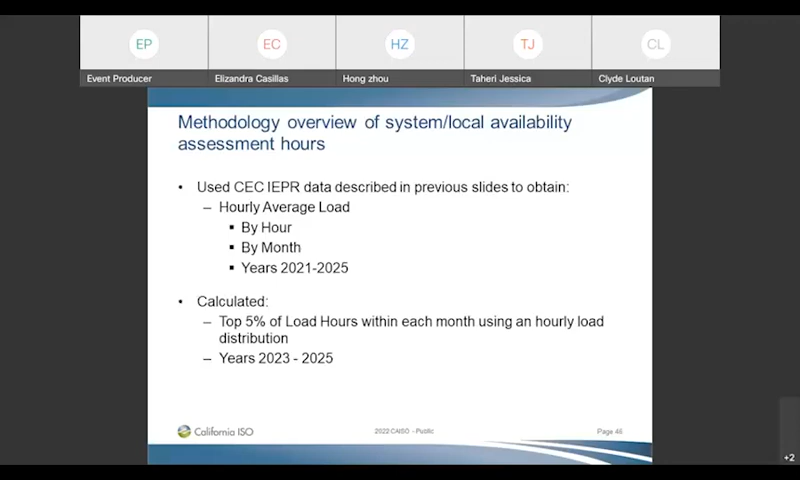 EP
EC
HZ
TJ
CL
Event Producer
Elizandra Casillas
Hong zhou
Taheri Jessica
Clyde Loutan
Methodology overview of system/local availability
assessment hours
• Used CEC IEPR data described in previous slides to obtain:
– Hourly Average Load
▪ By Hour
▪ By Month
▪ Years 2021-2025
• Calculated:
– Top 5% of Load Hours within each month using an hourly load
distribution
– Years 2023 - 2025
California ISO
2022 CAISO - Public
Page 46
+2